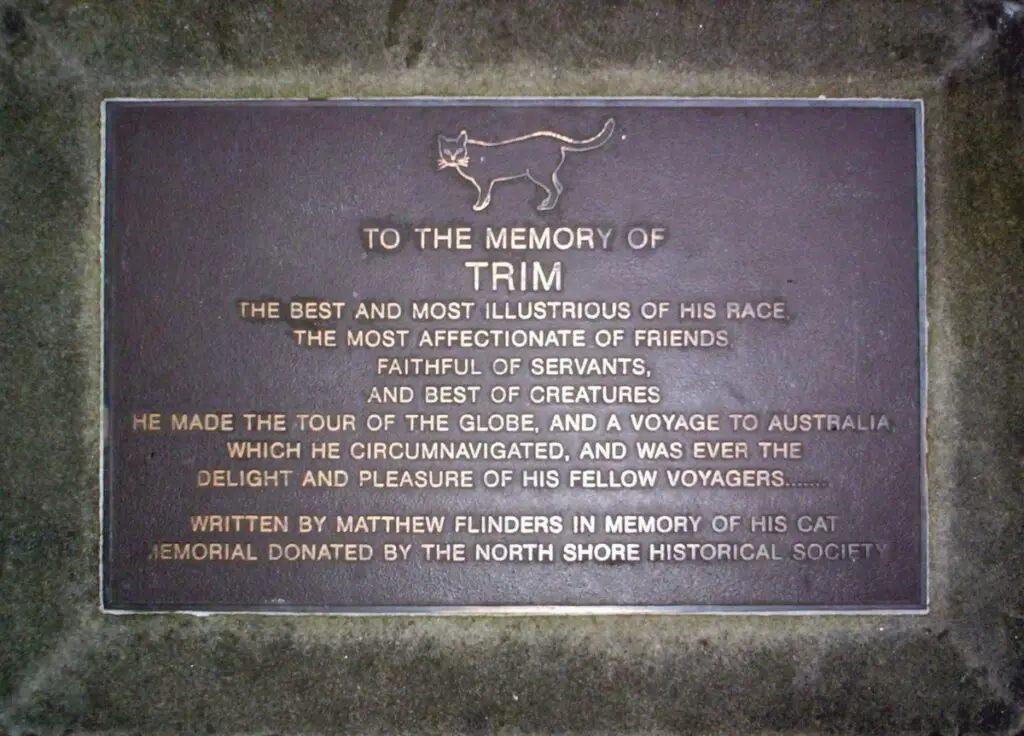 TO THE MEMORY OF
TRIM
THE BEST AND MOST ILLUSTRIOUS OF HIS RACE,
THE MOST AFFECTIONATE OF FRIENDS,
FAITHFUL OF SERVANTS,
AND BEST OF CREATURES
HE MADE THE TOUR OF THE GLOBE, AND A VOYAGE TO AUSTRALIA,
WHICH HE CIRCUMNAVIGATED, AND WAS EVER THE
DELIGHT AND PLEASURE OF HIS FELLOW VOYAGERS.......
WRITTEN BY MATTHEW FLINDERS IN MEMORY OF HIS CAT
MEMORIAL DONATED BY THE NORTH SHORE HISTORICAL SOCIETY